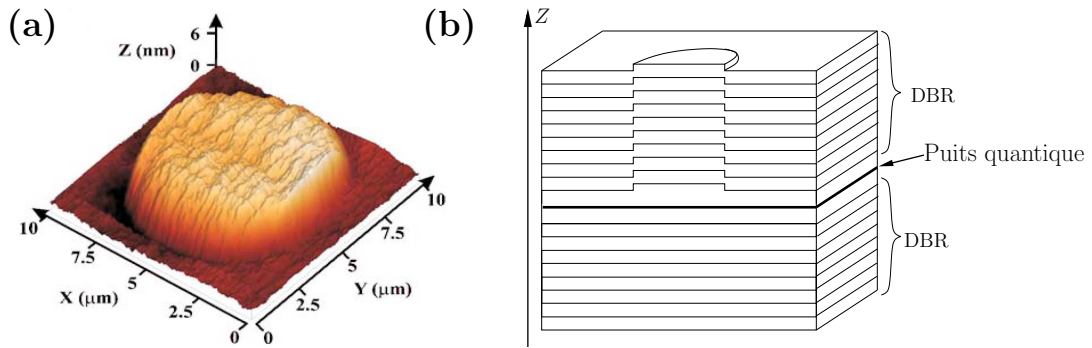 (a)
6
Z (nm)
0
10
7.5
5
X (μm)
2.5
0
0
2.5
5
Y (μm)
7.5
10
(b)
Z
DBR
Puits quantique
DBR